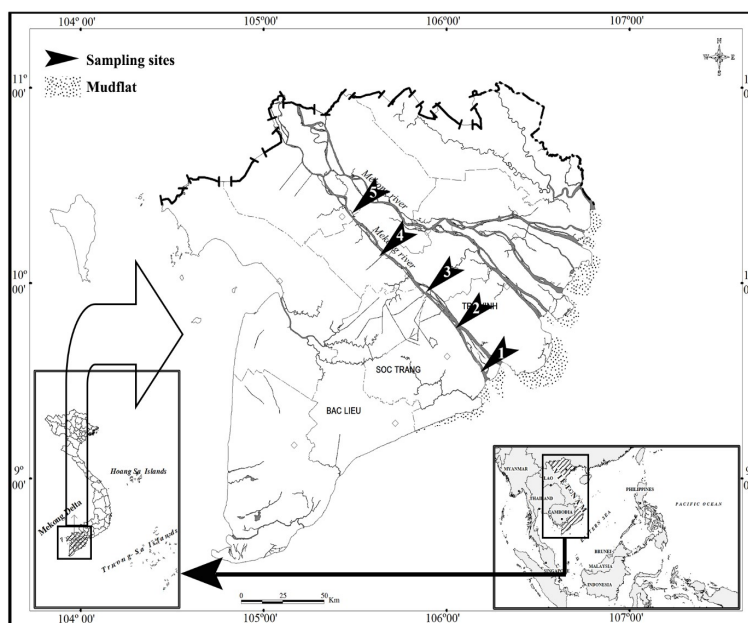 104° 00' 105° 00' 106° 00' 107° 00'
Sampling sites
Mudflat
N
W E
S
11°
00'
Mekong river
5
4
Mekong river
10°
00'
3
2
1
SOC TRANG
BAC LIEU
9°
00'
Hoang Sa Islands
Mekong Delta
Truong Sa Islands
MYANMAR
LAO
THAILAND
VIETNAM
CAMBODIA
PHILIPPINES
PACIFIC OCEAN
BRUNEI
MALAYSIA
INDONESIA
0 25 50
Km
104° 00' 105° 00' 106° 00' 107° 00'